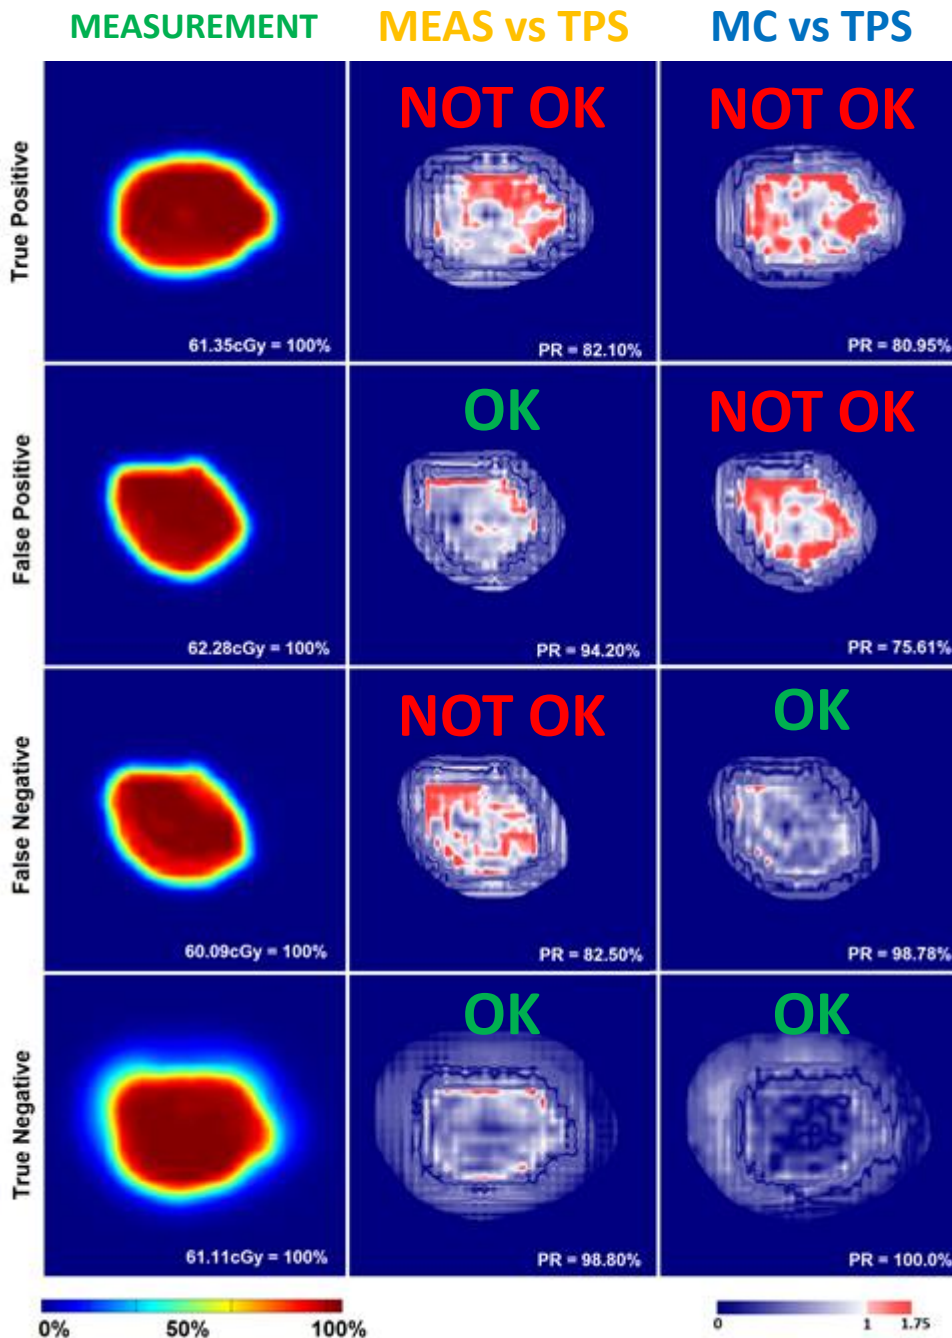 MEASUREMENT MEAS vs TPS MC vs TPS
True Positive
NOT OK NOT OK
61.35cGy = 100% PR = 82.10% PR = 80.95%
False Positive
OK NOT OK
62.28cGy = 100% PR = 94.20% PR = 75.61%
False Negative
NOT OK OK
60.09cGy = 100% PR = 82.50% PR = 98.78%
True Negative
OK OK
61.11cGy = 100% PR = 98.80% PR = 100.0%
0% 50% 100% 0 1 1.75